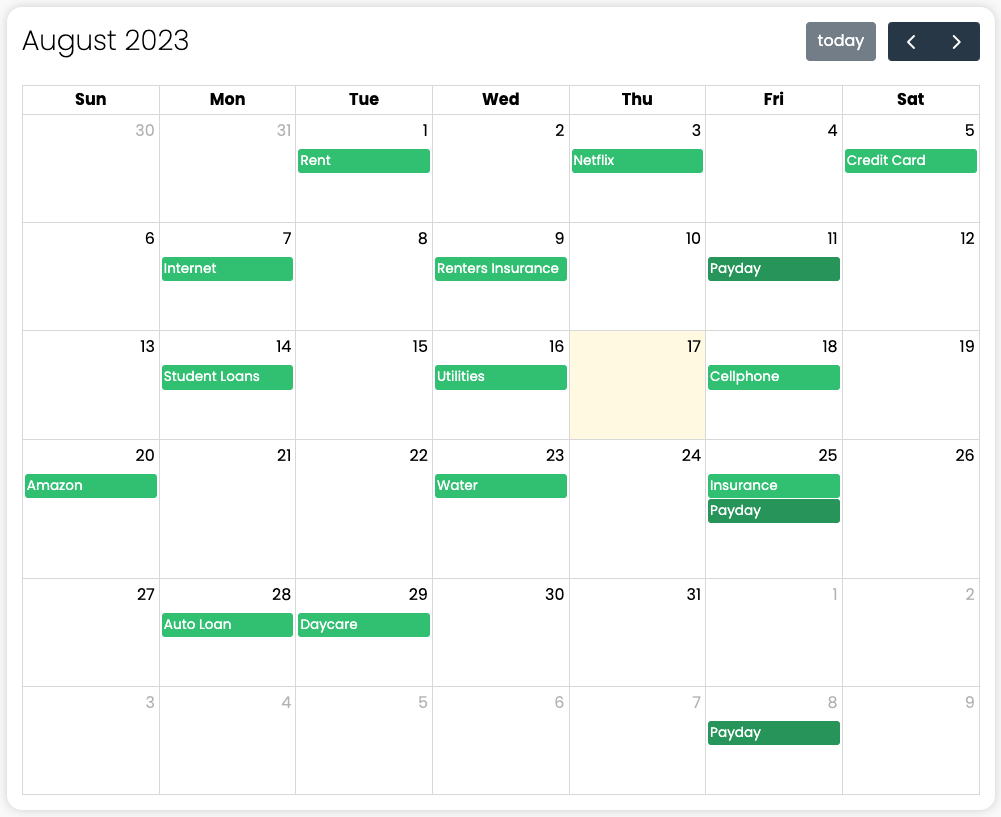 August 2023
today
Sun Mon Tue Wed Thu Fri Sat
30 31 1 2 3 4 5
Rent Netflix Credit Card
6 7 8 9 10 11 12
Internet Renters Insurance Payday
13 14 15 16 17 18 19
Student Loans Utilities Cellphone
20 21 22 23 24 25 26
Amazon Water Insurance
Payday
27 28 29 30 31 1 2
Auto Loan Daycare
3 4 5 6 7 8 9
Payday